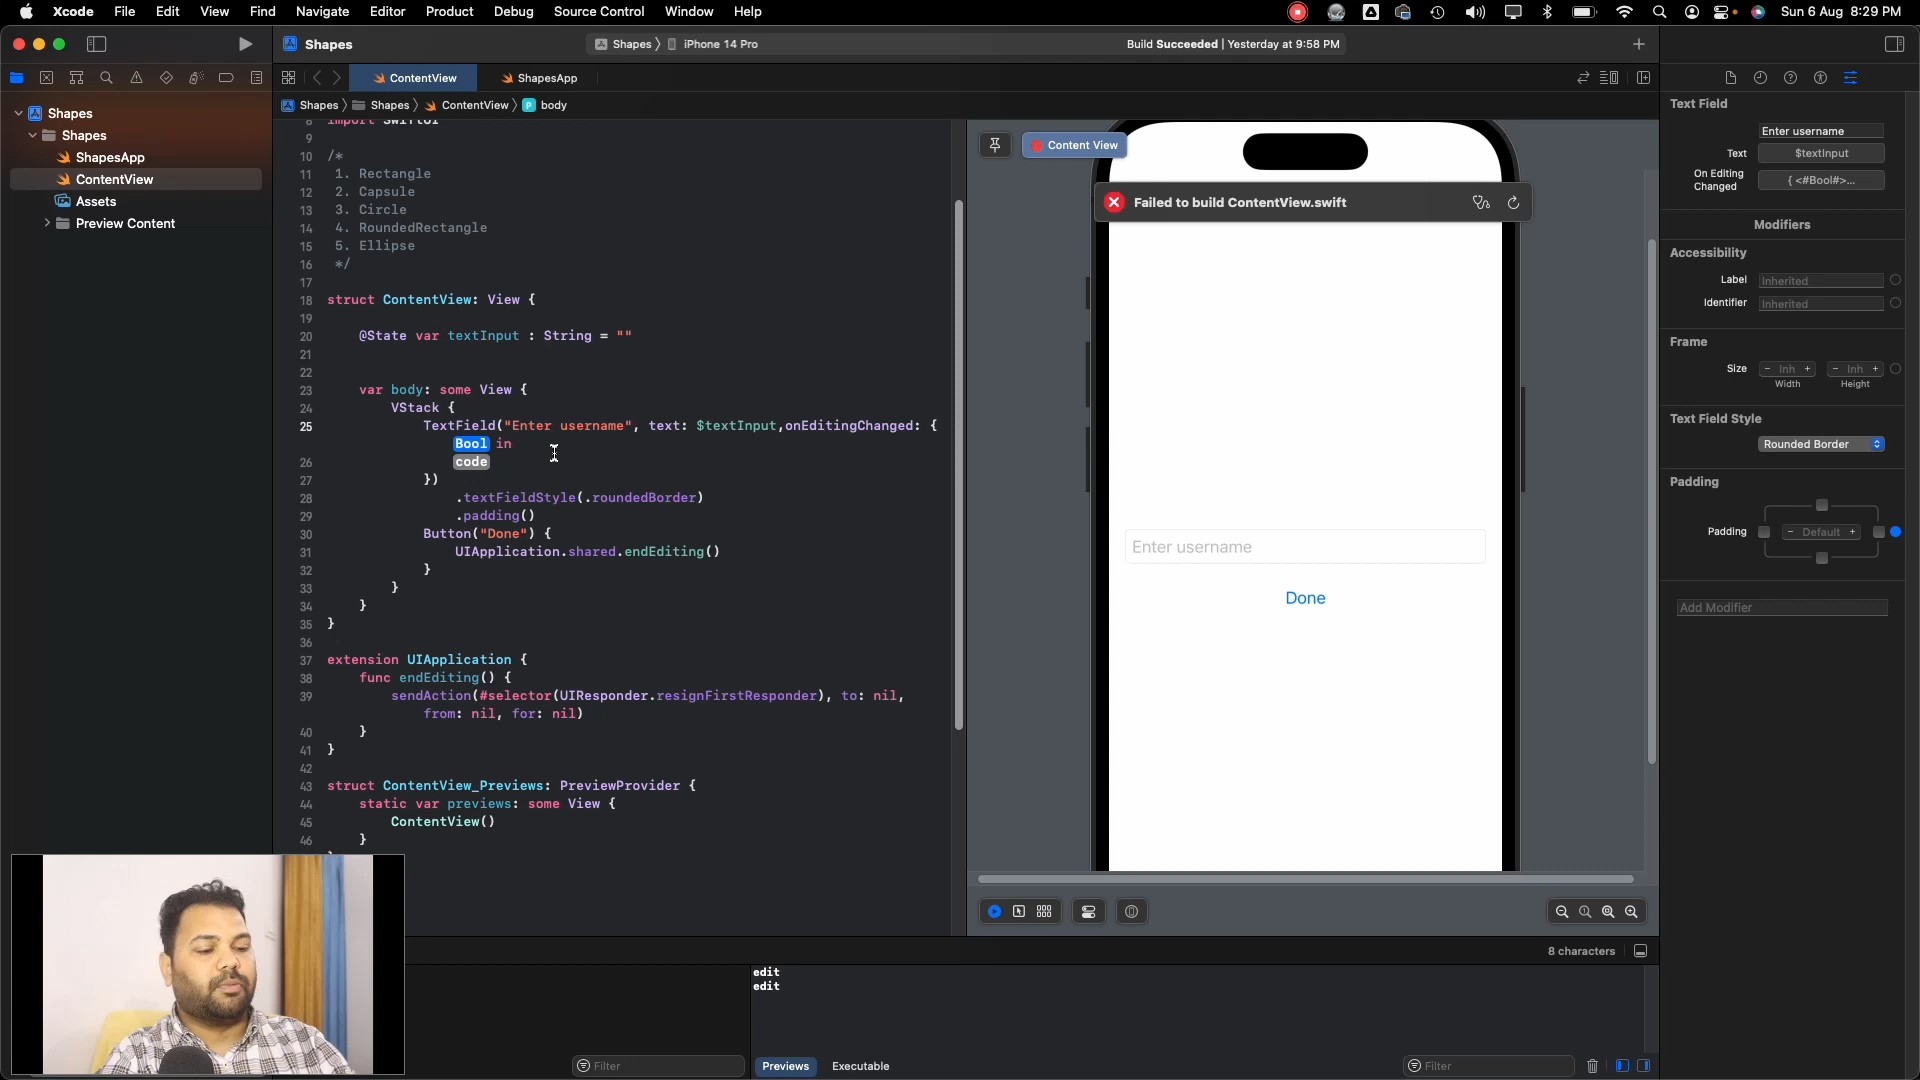 Xcode File Edit View Find Navigate Editor Product Debug Source Control Window Help
Sun 6 Aug 8:29 PM
Shapes
Shapes iPhone 14 Pro
Build Succeeded | Yesterday at 9:58 PM
ContentView
ShapesApp
Shapes Shapes ContentView body
Shapes
Shapes
ShapesApp
ContentView
Assets
Preview Content
8 import SwiftUI
9
10 /*
11 1. Rectangle
12 2. Capsule
13 3. Circle
14 4. RoundedRectangle
15 5. Ellipse
16 */
17
18 struct ContentView: View {
19
20 @State var textInput : String = ""
21
22
23 var body: some View {
24 VStack {
25 TextField("Enter username", text: $textInput,onEditingChanged: {
Bool in
26 code
27 })
28 .textFieldStyle(.roundedBorder)
29 .padding()
30 Button("Done") {
31 UIApplication.shared.endEditing()
32 }
33 }
34 }
35 }
36
37 extension UIApplication {
38 func endEditing() {
39 sendAction(#selector(UIResponder.resignFirstResponder), to: nil,
from: nil, for: nil)
40 }
41 }
42
43 struct ContentView_Previews: PreviewProvider {
44 static var previews: some View {
45 ContentView()
46 }
Content View
Failed to build ContentView.swift
Enter username
Done
8 characters
edit
edit
Filter
Previews Executable
Filter
Text Field
Enter username
Text $textInput
On Editing
Changed
{ <#Bool#>...
Modifiers
Accessibility
Label Inherited
Identifier Inherited
Frame
Size − Inh + − Inh +
Width Height
Text Field Style
Rounded Border
Padding
Padding − Default +
Add Modifier